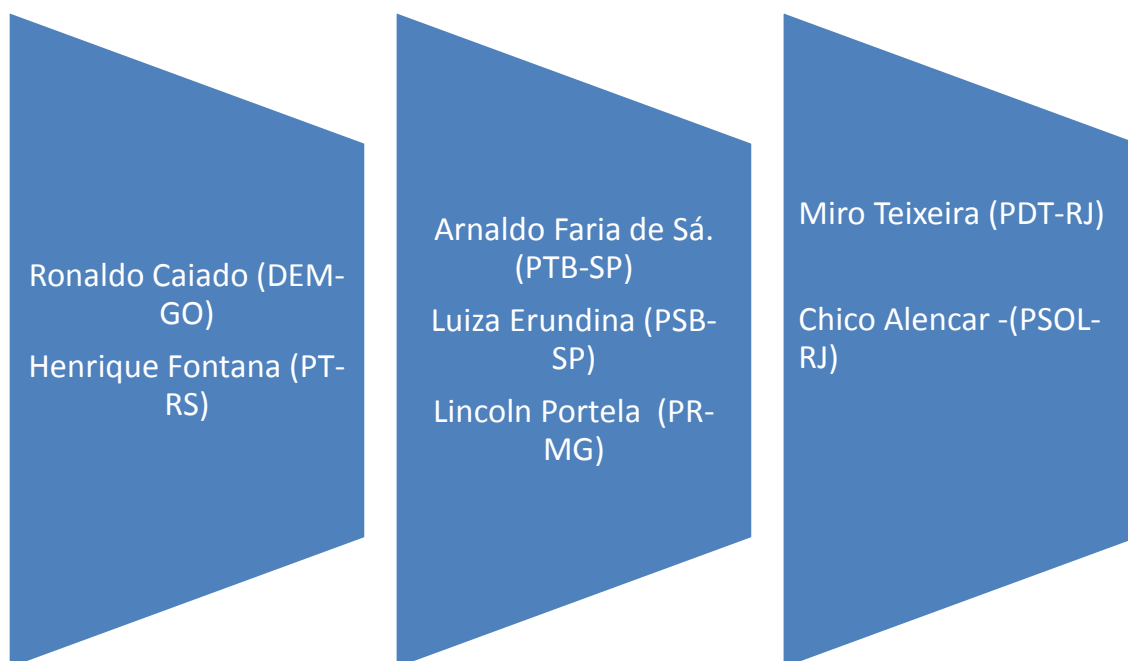 Ronaldo Caiado (DEM-
GO)
Henrique Fontana (PT-
RS)
Arnaldo Faria de Sá.
(PTB-SP)
Luiza Erundina (PSB-
SP)
Lincoln Portela  (PR-
MG)
Miro Teixeira (PDT-RJ)
Chico Alencar -(PSOL-
RJ)